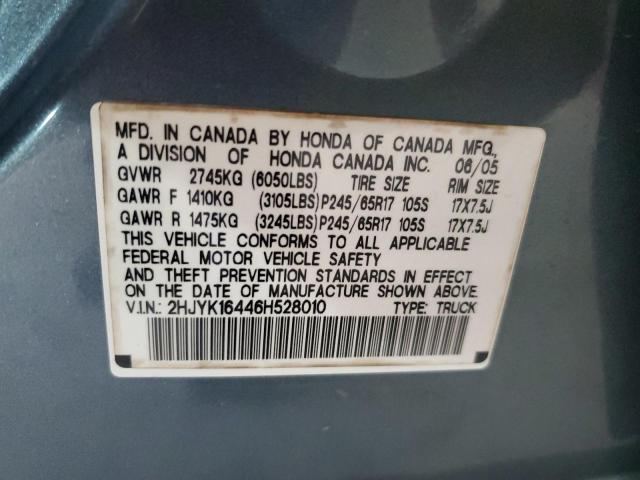 MFD. IN CANADA BY HONDA OF CANADA MFG.,
A DIVISION OF HONDA CANADA INC. 06/05
GVWR 2745KG (6050LBS) TIRE SIZE RIM SIZE
GAWR F 1410KG (3105LBS) P245/65R17 105S 17X7.5J
GAWR R 1475KG (3245LBS) P245/65R17 105S 17X7.5J
THIS VEHICLE CONFORMS TO ALL APPLICABLE
FEDERAL MOTOR VEHICLE SAFETY
AND THEFT PREVENTION STANDARDS IN EFFECT
ON THE DATE OF MANUFACTURE SHOWN ABOVE.
V.I.N.: 2HJYK16446H528010 TYPE: TRUCK